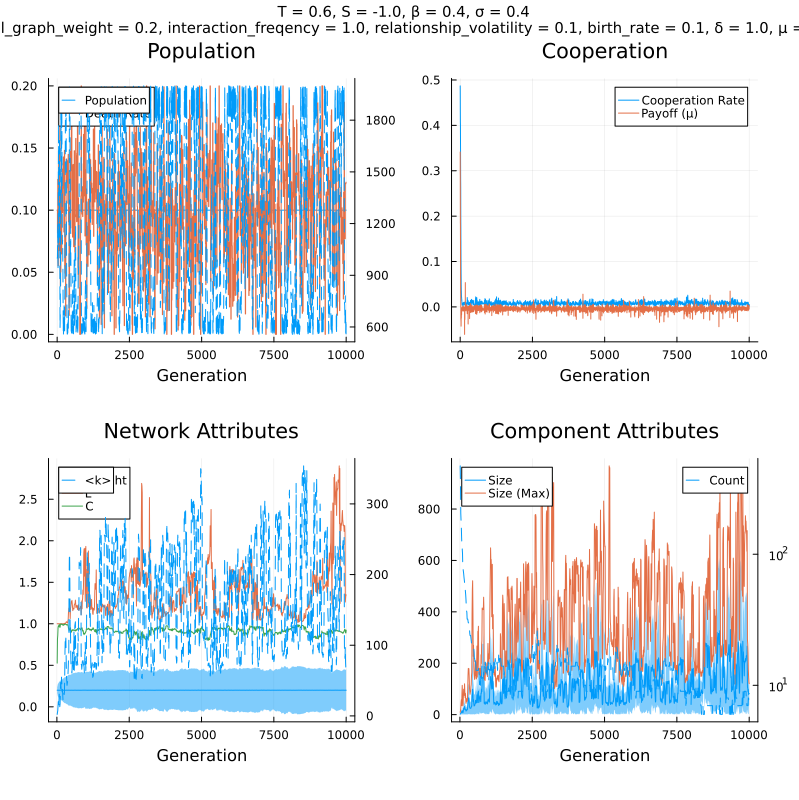 T = 0.6, S = -1.0, β = 0.4, σ = 0.4
l_graph_weight = 0.2, interaction_freqency = 1.0, relationship_volatility = 0.1, birth_rate = 0.1, δ = 1.0, μ =
Population
Cooperation
0.20
0.15
0.10
0.05
0.00
1800
1500
1200
900
600
Population
0
2500
5000
7500
10000
Generation
0.5
0.4
0.3
0.2
0.1
0.0
Cooperation Rate
Payoff (μ)
0
2500
5000
7500
10000
Generation
Network Attributes
Component Attributes
2.5
2.0
1.5
1.0
0.5
0.0
300
200
100
0
<k> ht
C
0
2500
5000
7500
10000
Generation
800
600
400
200
0
10²
10¹
Size
Size (Max)
Count
0
2500
5000
7500
10000
Generation